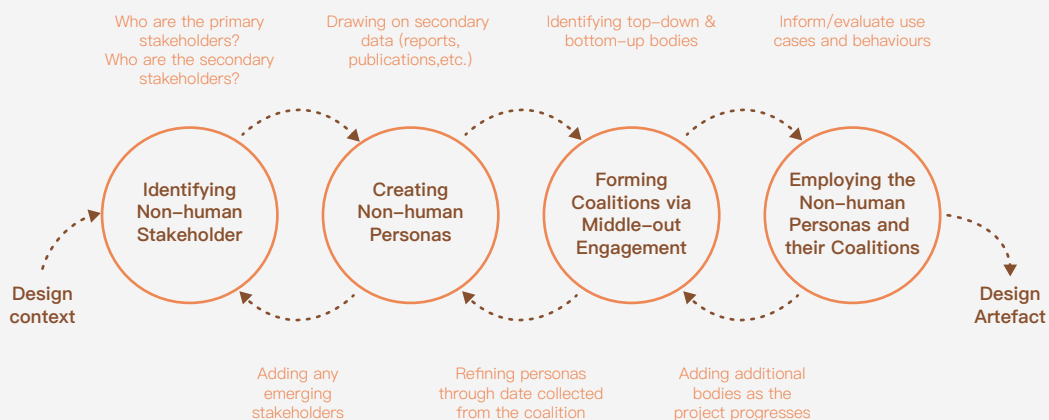 Who are the primary
stakeholders?
Who are the secondary
stakeholders?
Drawing on secondary
data (reports,
publications,etc.)
Identifying top-down &
bottom-up bodies
Inform/evaluate use
cases and behaviours
Identifying
Non-human
Stakeholder
Creating
Non-human
Personas
Forming
Coalitions via
Middle-out
Engagement
Employing the
Non-human
Personas and
their Coalitions
Design
context
Design
Artefact
Adding any
emerging
stakeholders
Refining personas
through date collected
from the coalition
Adding additional
bodies as the
project progresses